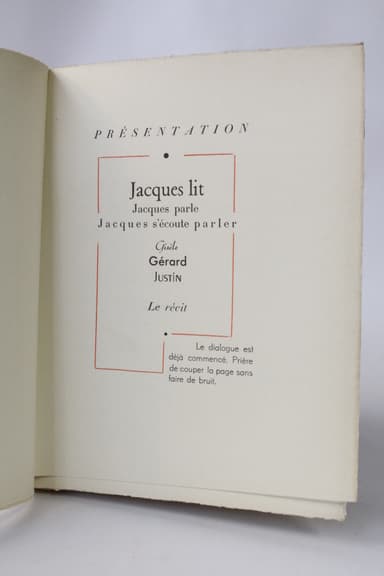 PRÉSENTATION
Jacques lit
Jacques parle
Jacques s'écoute parler
Gisèle
Gérard
JUSTIN
Le récit
Le dialogue est
déjà commencé. Prière
de couper la page sans
faire de bruit.